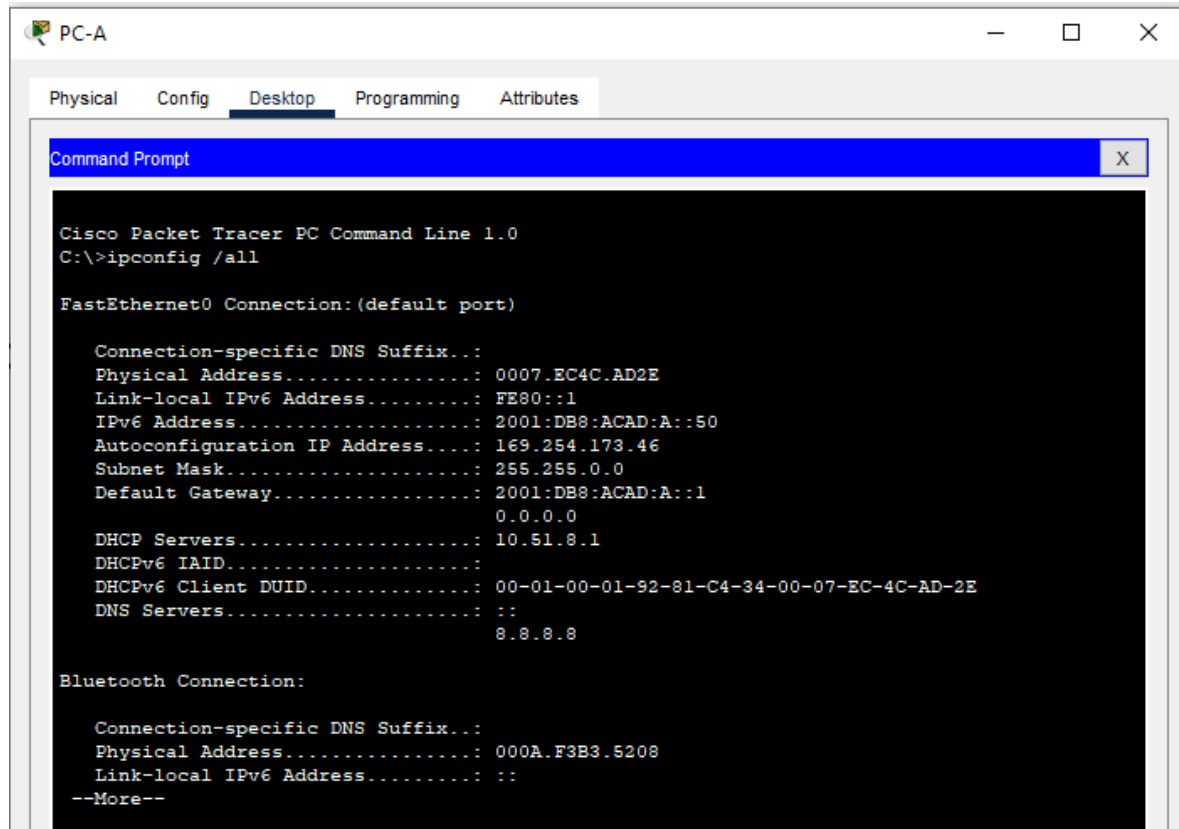 PC-A
Physical Config Desktop Programming Attributes
Command Prompt X
Cisco Packet Tracer PC Command Line 1.0
C:\>ipconfig /all
FastEthernet0 Connection:(default port)
Connection-specific DNS Suffix..:
Physical Address................: 0007.EC4C.AD2E
Link-local IPv6 Address.........: FE80::1
IPv6 Address....................: 2001:DB8:ACAD:A::50
Autoconfiguration IP Address....: 169.254.173.46
Subnet Mask.....................: 255.255.0.0
Default Gateway.................: 2001:DB8:ACAD:A::1
0.0.0.0
DHCP Servers....................: 10.51.8.1
DHCPv6 IAID.....................:
DHCPv6 Client DUID..............: 00-01-00-01-92-81-C4-34-00-07-EC-4C-AD-2E
DNS Servers.....................: ::
8.8.8.8
Bluetooth Connection:
Connection-specific DNS Suffix..:
Physical Address................: 000A.F3B3.5208
Link-local IPv6 Address.........: ::
--More--